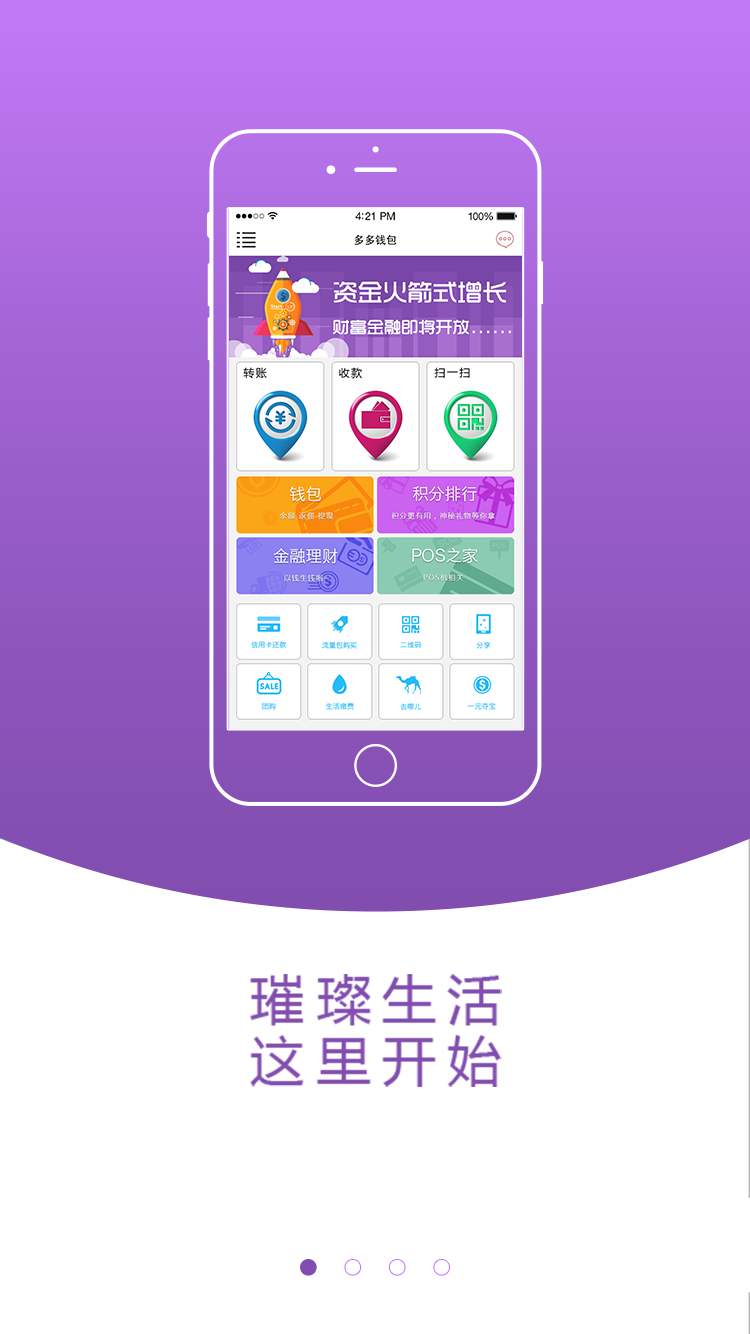 4:21 PM 100%
多多钱包
资金火箭式增长
财富金融即将开放......
转账 收款 扫一扫
钱包 积分排行
余额·返佣·提现 积分更有用，神秘礼物等你拿
金融理财 POS之家
以钱生钱啦 POS机相关
信用卡还款 流量包购买 二维码 分享
SALE
团购 生活缴费 去哪儿 一元夺宝
璀璨生活
这里开始